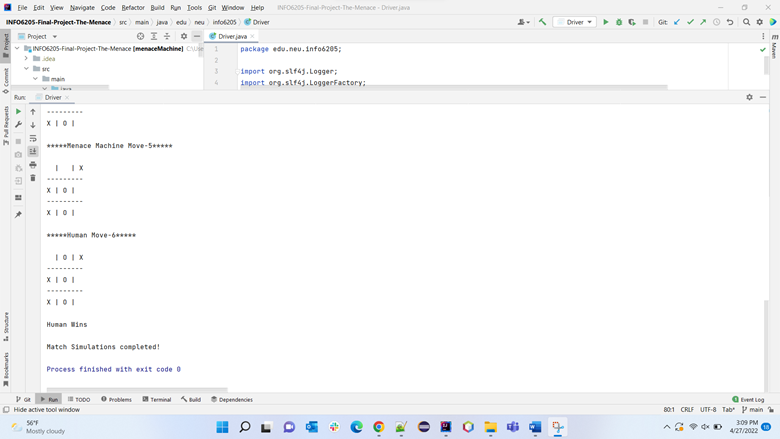 File Edit View Navigate Code Refactor Build Run Tools Git Window Help INFO6205-Final-Project-The-Menace - Driver.java
INFO6205-Final-Project-The-Menace src main java edu neu info6205 Driver Driver Git:
Project Driver.java
INFO6205-Final-Project-The-Menace [menaceMachine]
.idea
src
main
java
1 package edu.neu.info6205;
2
3 import org.slf4j.Logger;
4 import org.slf4j.LoggerFactory;
Project
Commit
Pull Requests
Structure
Bookmarks
Maven
Run: Driver
---------
X | O |
*****Menace Machine Move-5*****
| | X
---------
X | O |
---------
X | O |
*****Human Move-6*****
| O | X
---------
X | O |
---------
X | O |
Human Wins
Match Simulations completed!
Process finished with exit code 0
Git Run TODO Problems Terminal Build Dependencies Event Log
Hide active tool window 80:1 CRLF UTF-8 Tab* main
56°F
Mostly cloudy
3:09 PM
4/27/2022